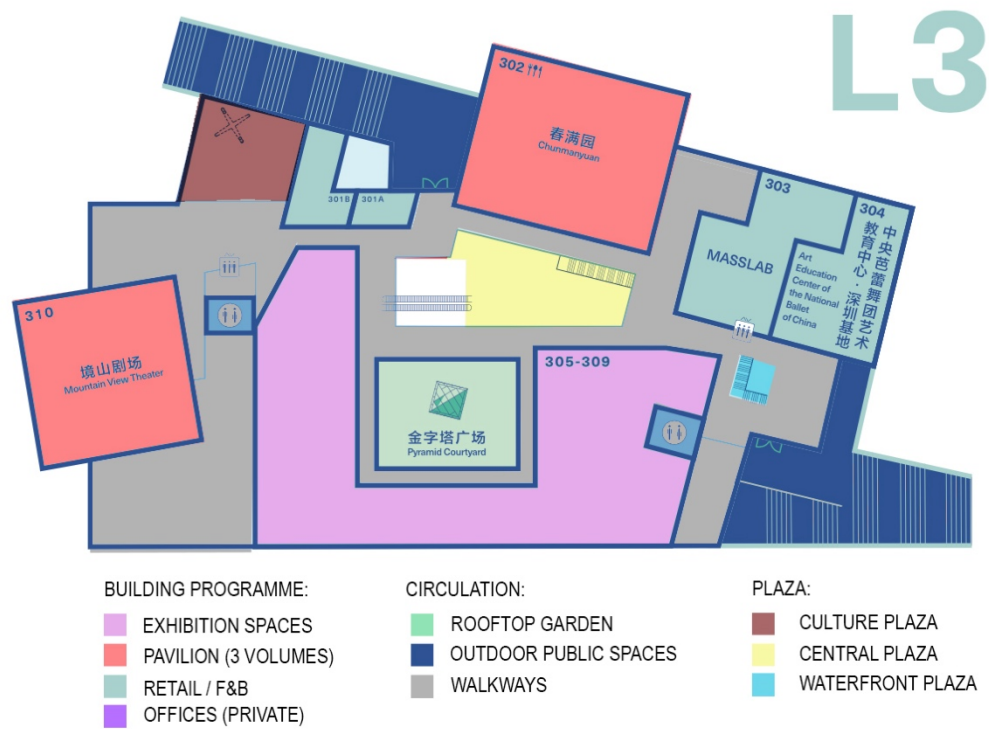 L3
302
春满园
Chunmanyuan
301B
301A
303
304
MASSLAB
Art
Education
Center of
the National
Ballet
of China
中央芭蕾舞团艺术
教育中心·深圳基地
310
境山剧场
Mountain View Theater
305-309
金字塔广场
Pyramid Courtyard
BUILDING PROGRAMME:
EXHIBITION SPACES
PAVILION (3 VOLUMES)
RETAIL / F&B
OFFICES (PRIVATE)
CIRCULATION:
ROOFTOP GARDEN
OUTDOOR PUBLIC SPACES
WALKWAYS
PLAZA:
CULTURE PLAZA
CENTRAL PLAZA
WATERFRONT PLAZA